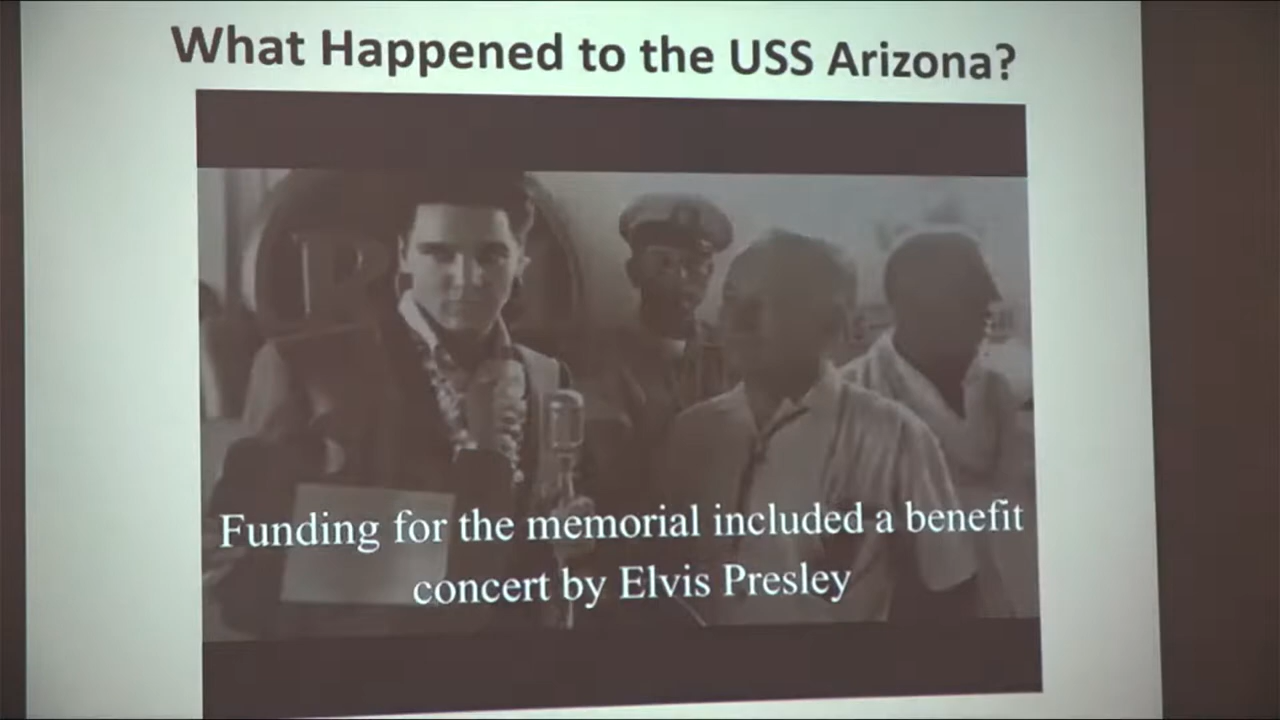 What Happened to the USS Arizona?
Funding for the memorial included a benefit
concert by Elvis Presley